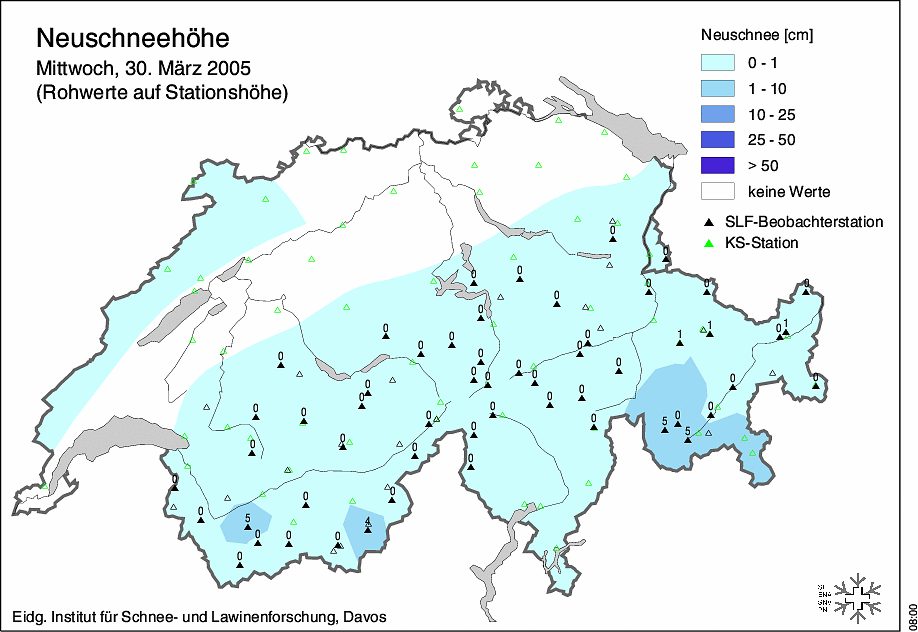 Neuschneehöhe
Mittwoch, 30. März 2005
(Rohwerte auf Stationshöhe)
Neuschnee [cm]
0 - 1
1 - 10
10 - 25
25 - 50
> 50
keine Werte
SLF-Beobachterstation
KS-Station
0
0
0 0
0
0 0 0
0
0 1 1 0 1
0 0 0
0 0 0 0
0 0 0 0 0 0 0
0 0 0
0 0 0 0 0 5 0 0
0 0 0 5
0 0
0 0 0
0 5 4
0 0 0
0
Eidg. Institut für Schnee- und Lawinenforschung, Davos
08:00